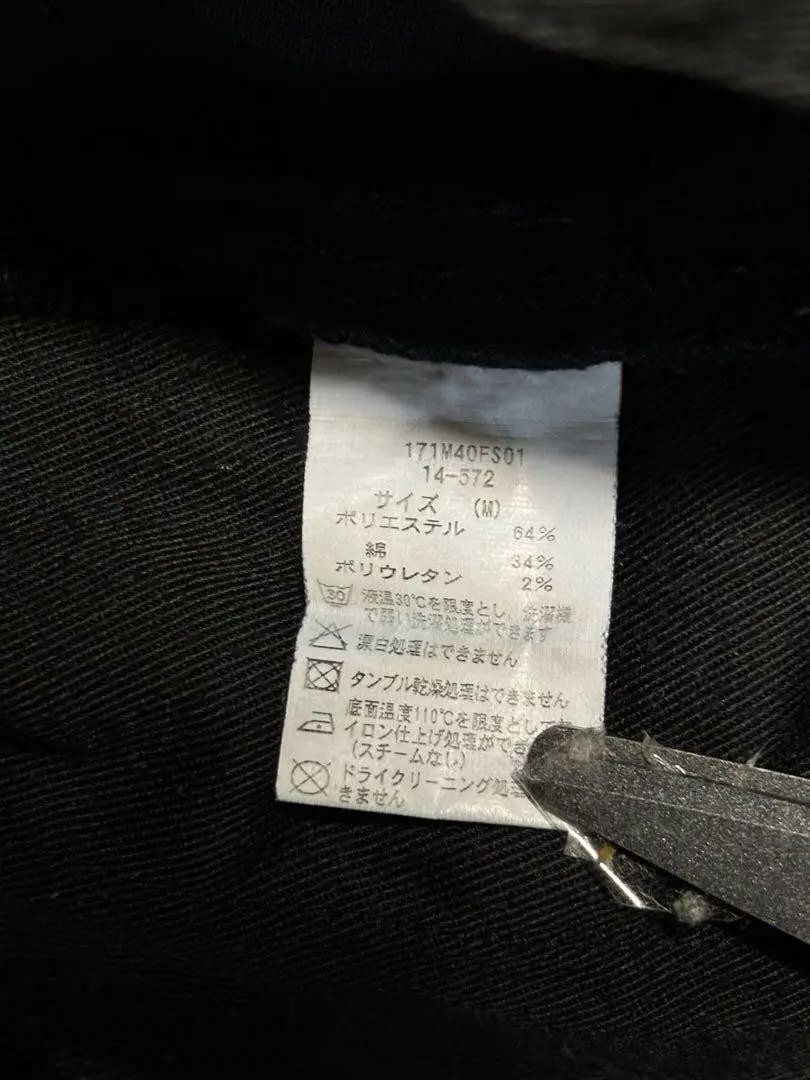 171M40FS01
14-572
サイズ (M)
ポリエステル 64%
綿 34%
ポリウレタン 2%
30 液温30℃を限度とし、洗濯機
で弱い洗濯処理ができます
漂白処理はできません
タンブル乾燥処理はできません
底面温度110℃を限度として
イロン仕上げ処理ができ
(スチームなし)
ドライクリーニング処
きません